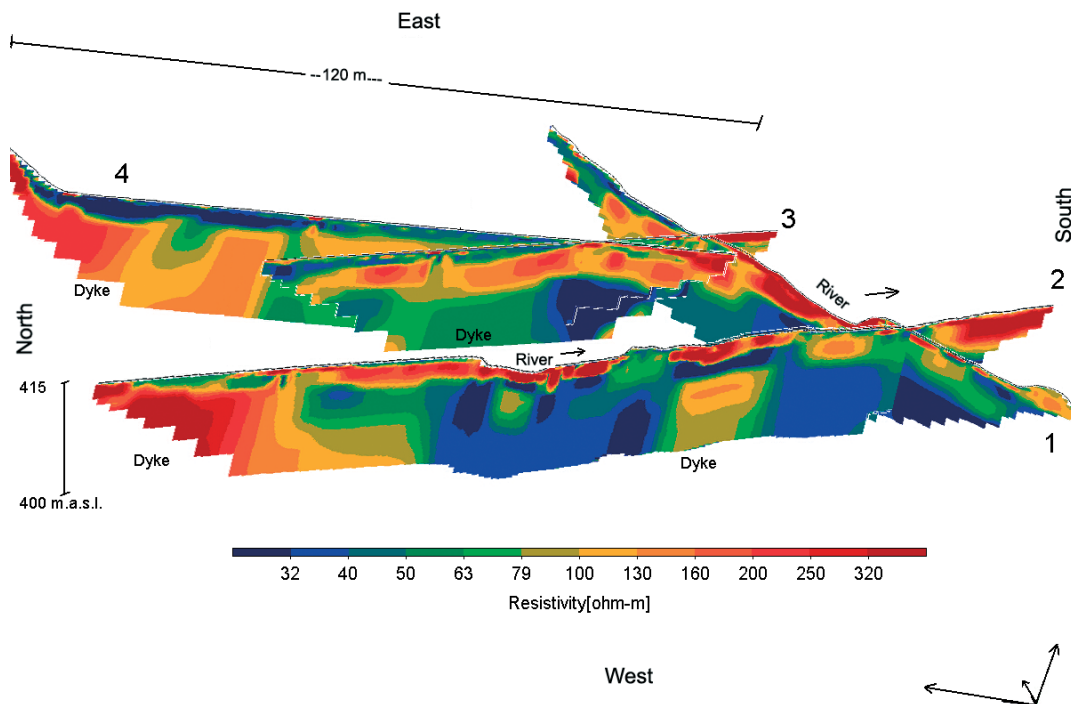 East
--120 m---
4
3
South
2
River
Dyke
Dyke
North
River
415
Dyke
Dyke
1
400 m.a.s.l.
32 40 50 63 79 100 130 160 200 250 320
Resistivity[ohm-m]
West